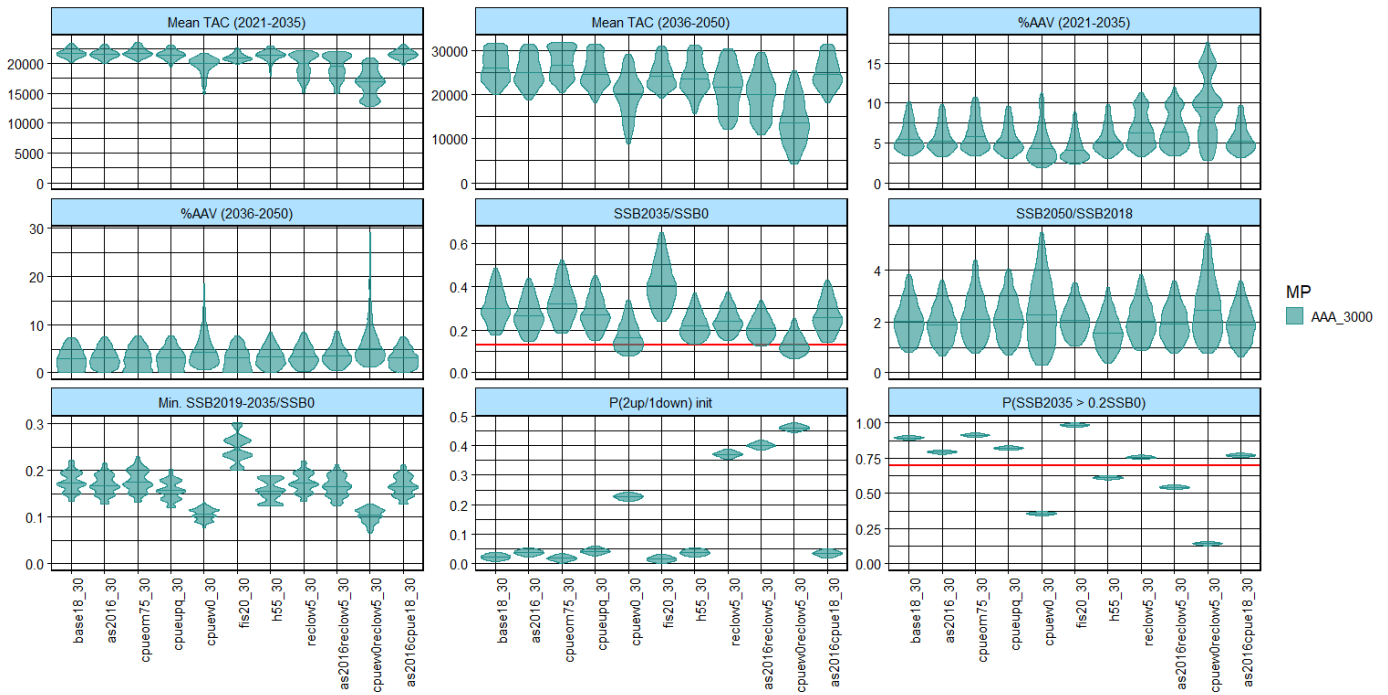 Mean TAC (2021-2035)
Mean TAC (2036-2050)
%AAV (2021-2035)
20000
15000
10000
5000
0
30000
20000
10000
0
15
10
5
0
%AAV (2036-2050)
SSB2035/SSB0
SSB2050/SSB2018
30
20
10
0
0.6
0.4
0.2
0.0
4
2
0
MP
AAA_3000
Min. SSB2019-2035/SSB0
P(2up/1down) init
P(SSB2035 > 0.2SSB0)
0.3
0.2
0.1
0.0
0.5
0.4
0.3
0.2
0.1
0.0
1.00
0.75
0.50
0.25
0.00
base18_30
as2016_30
cpueom75_30
cpueupq_30
cpuew0_30
fis20_30
h55_30
reclow5_30
as2016reclow5_30
cpuew0reclow5_30
as2016cpue18_30
base18_30
as2016_30
cpueom75_30
cpueupq_30
cpuew0_30
fis20_30
h55_30
reclow5_30
as2016reclow5_30
cpuew0reclow5_30
as2016cpue18_30
base18_30
as2016_30
cpueom75_30
cpueupq_30
cpuew0_30
fis20_30
h55_30
reclow5_30
as2016reclow5_30
cpuew0reclow5_30
as2016cpue18_30